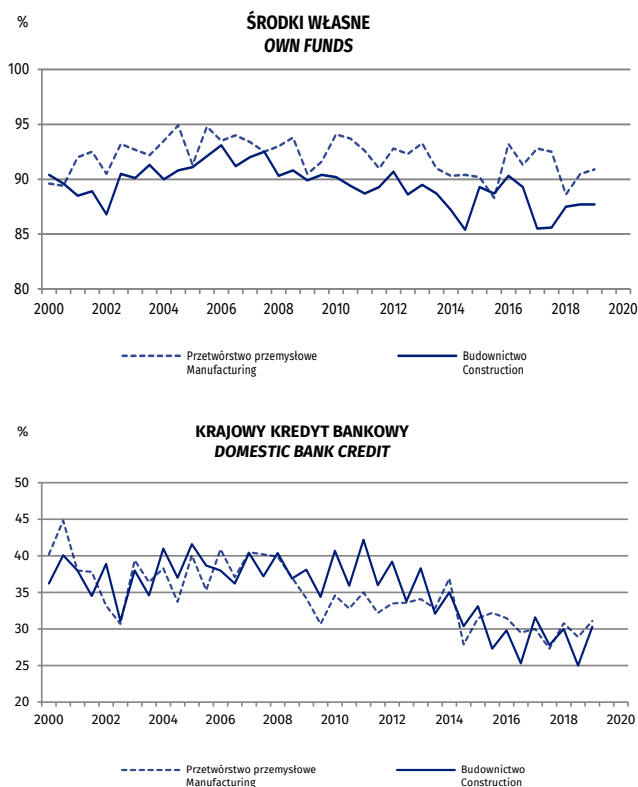 %
ŚRODKI WŁASNE
OWN FUNDS
100
95
90
85
80
2000 2002 2004 2006 2008 2010 2012 2014 2016 2018 2020
Przetwórstwo przemysłowe
Manufacturing
Budownictwo
Construction
%
KRAJOWY KREDYT BANKOWY
DOMESTIC BANK CREDIT
50
45
40
35
30
25
20
2000 2002 2004 2006 2008 2010 2012 2014 2016 2018 2020
Przetwórstwo przemysłowe
Manufacturing
Budownictwo
Construction